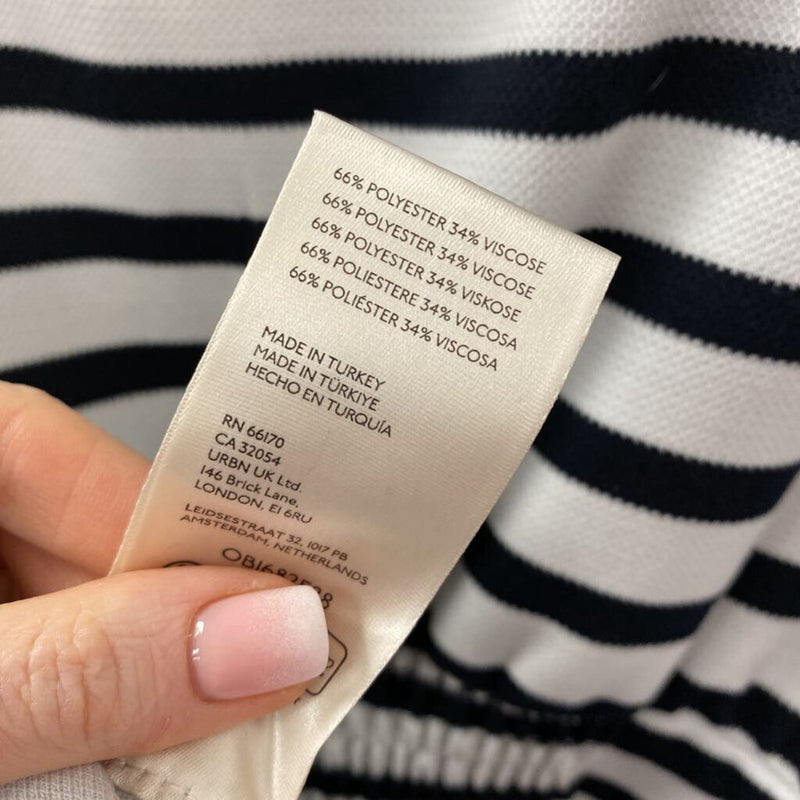 66% POLYESTER 34% VISCOSE
66% POLYESTER 34% VISCOSE
66% POLYESTER 34% VISKOSE
66% POLIESTERE 34% VISCOSA
66% POLIÉSTER 34% VISCOSA
MADE IN TURKEY
MADE IN TÜRKIYE
HECHO EN TURQUÍA
RN 66170
CA 32054
URBN UK Ltd.
146 Brick Lane,
LONDON, E1 6RU
LEIDSESTRAAT 32, 1017 PB
AMSTERDAM, NETHERLANDS